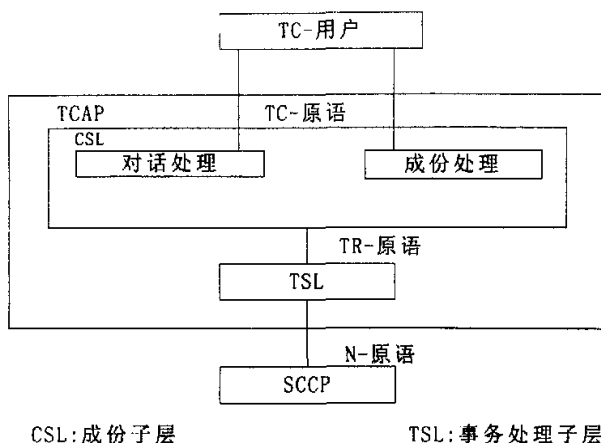 TC-用户
TCAP
TC-原语
CSL
对话处理
成份处理
TR-原语
TSL
N-原语
SCCP
CSL:成份子层
TSL:事务处理子层